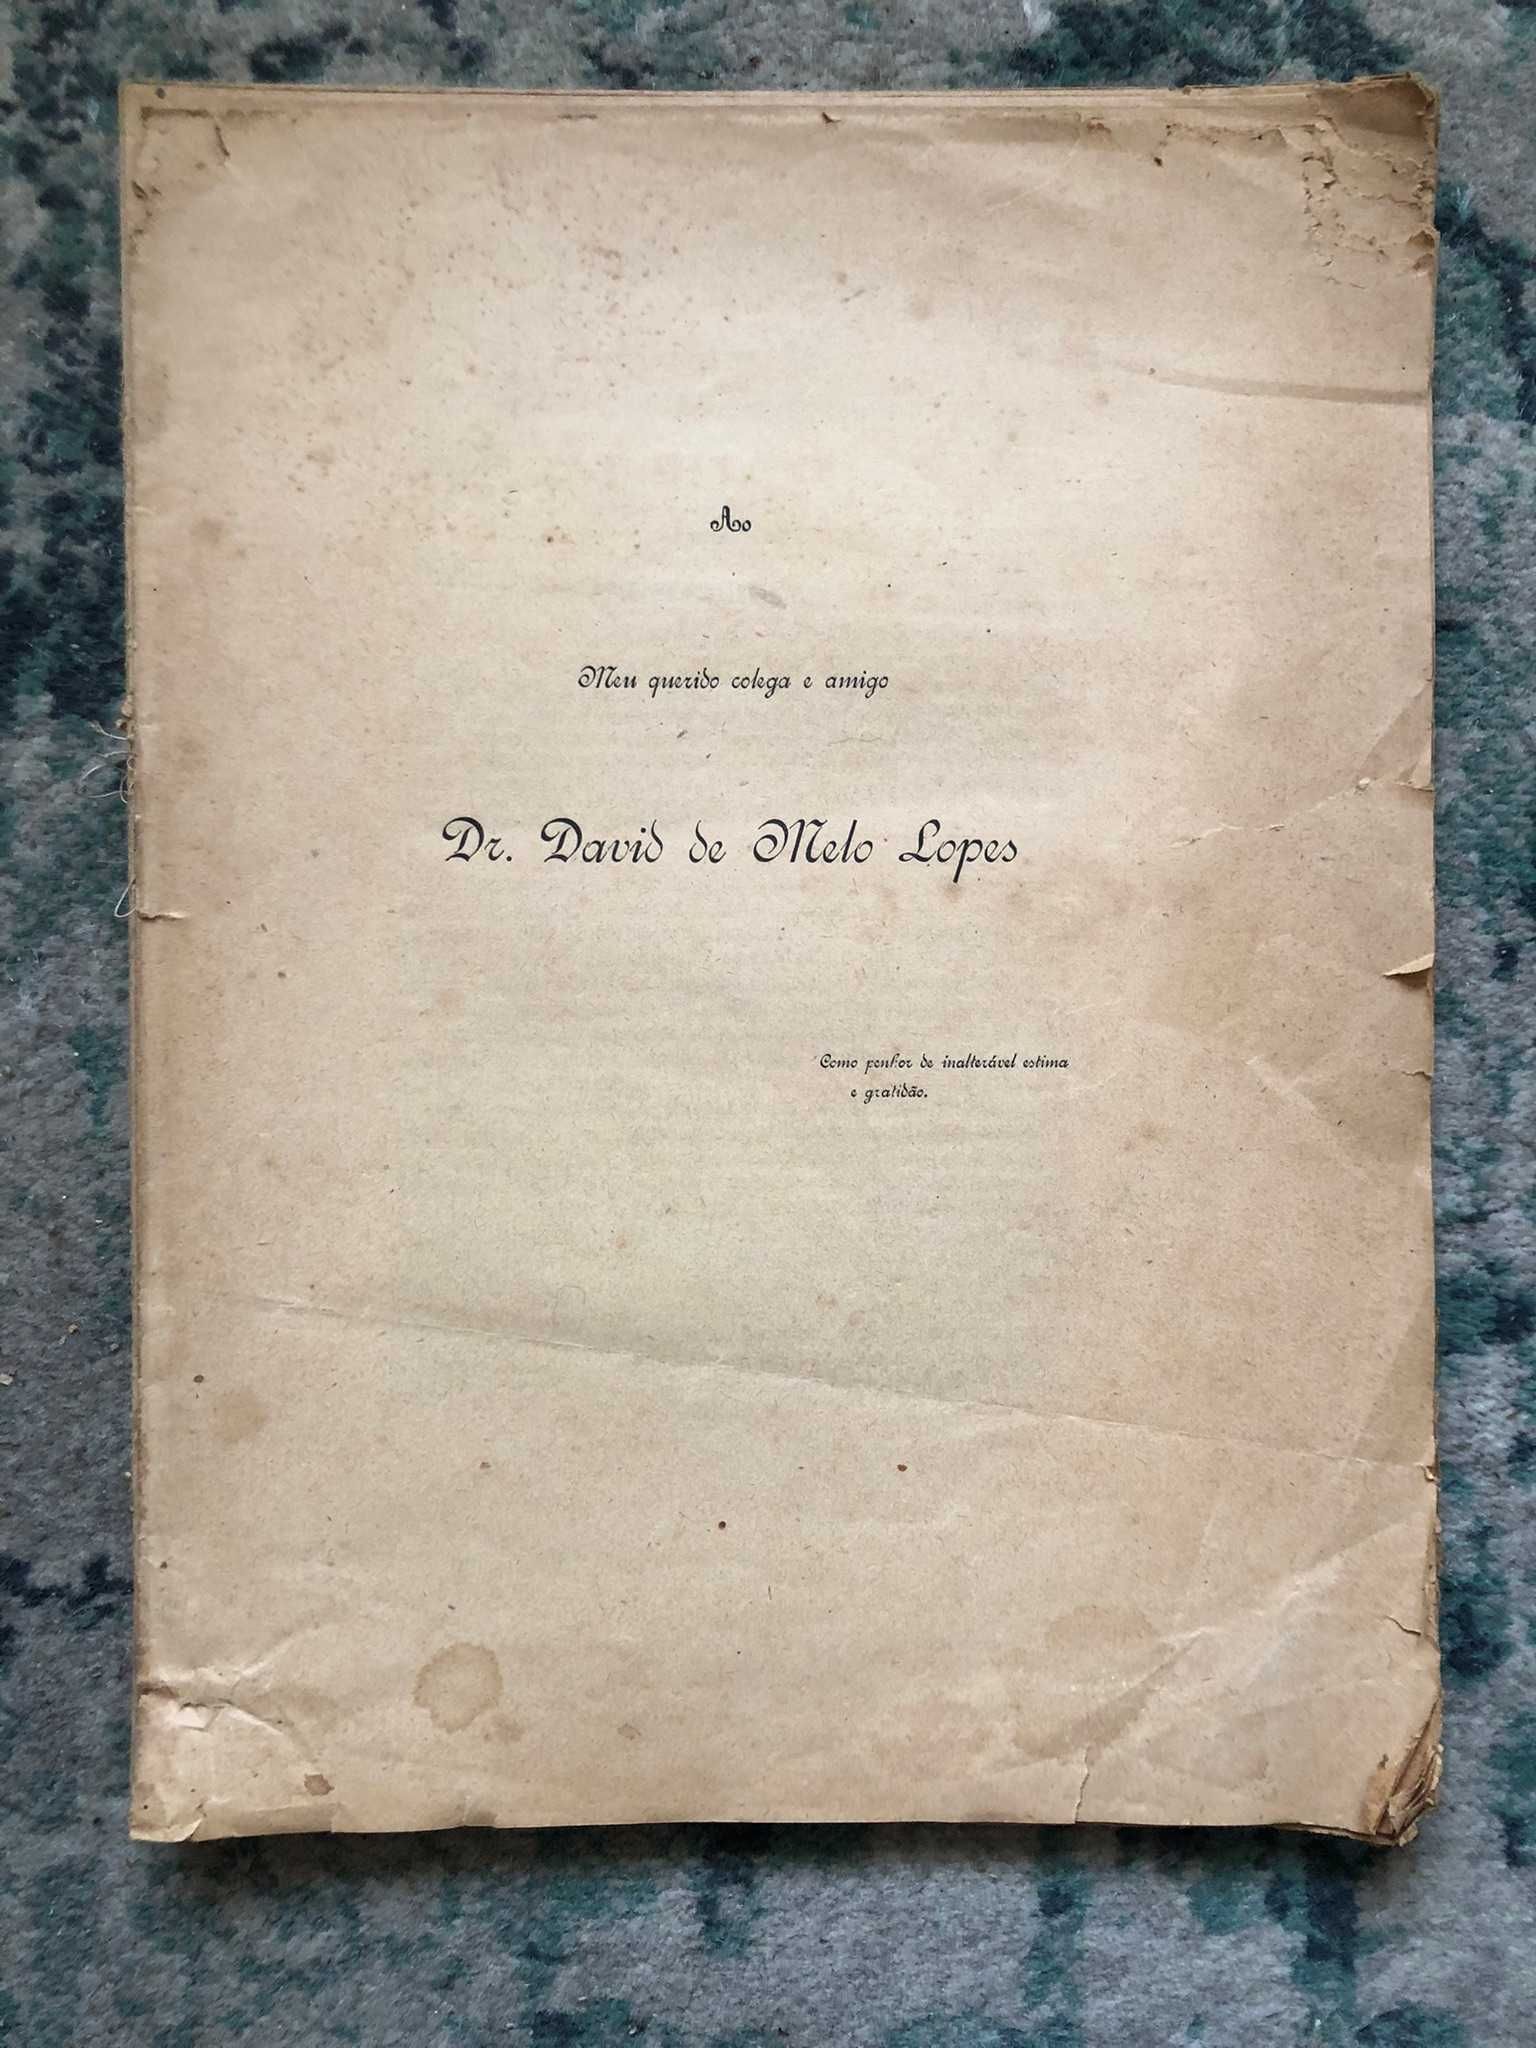 Ao
Meu querido colega e amigo
Dr. David de Melo Lopes
Como penhor de inalterável estima
e gratidão.